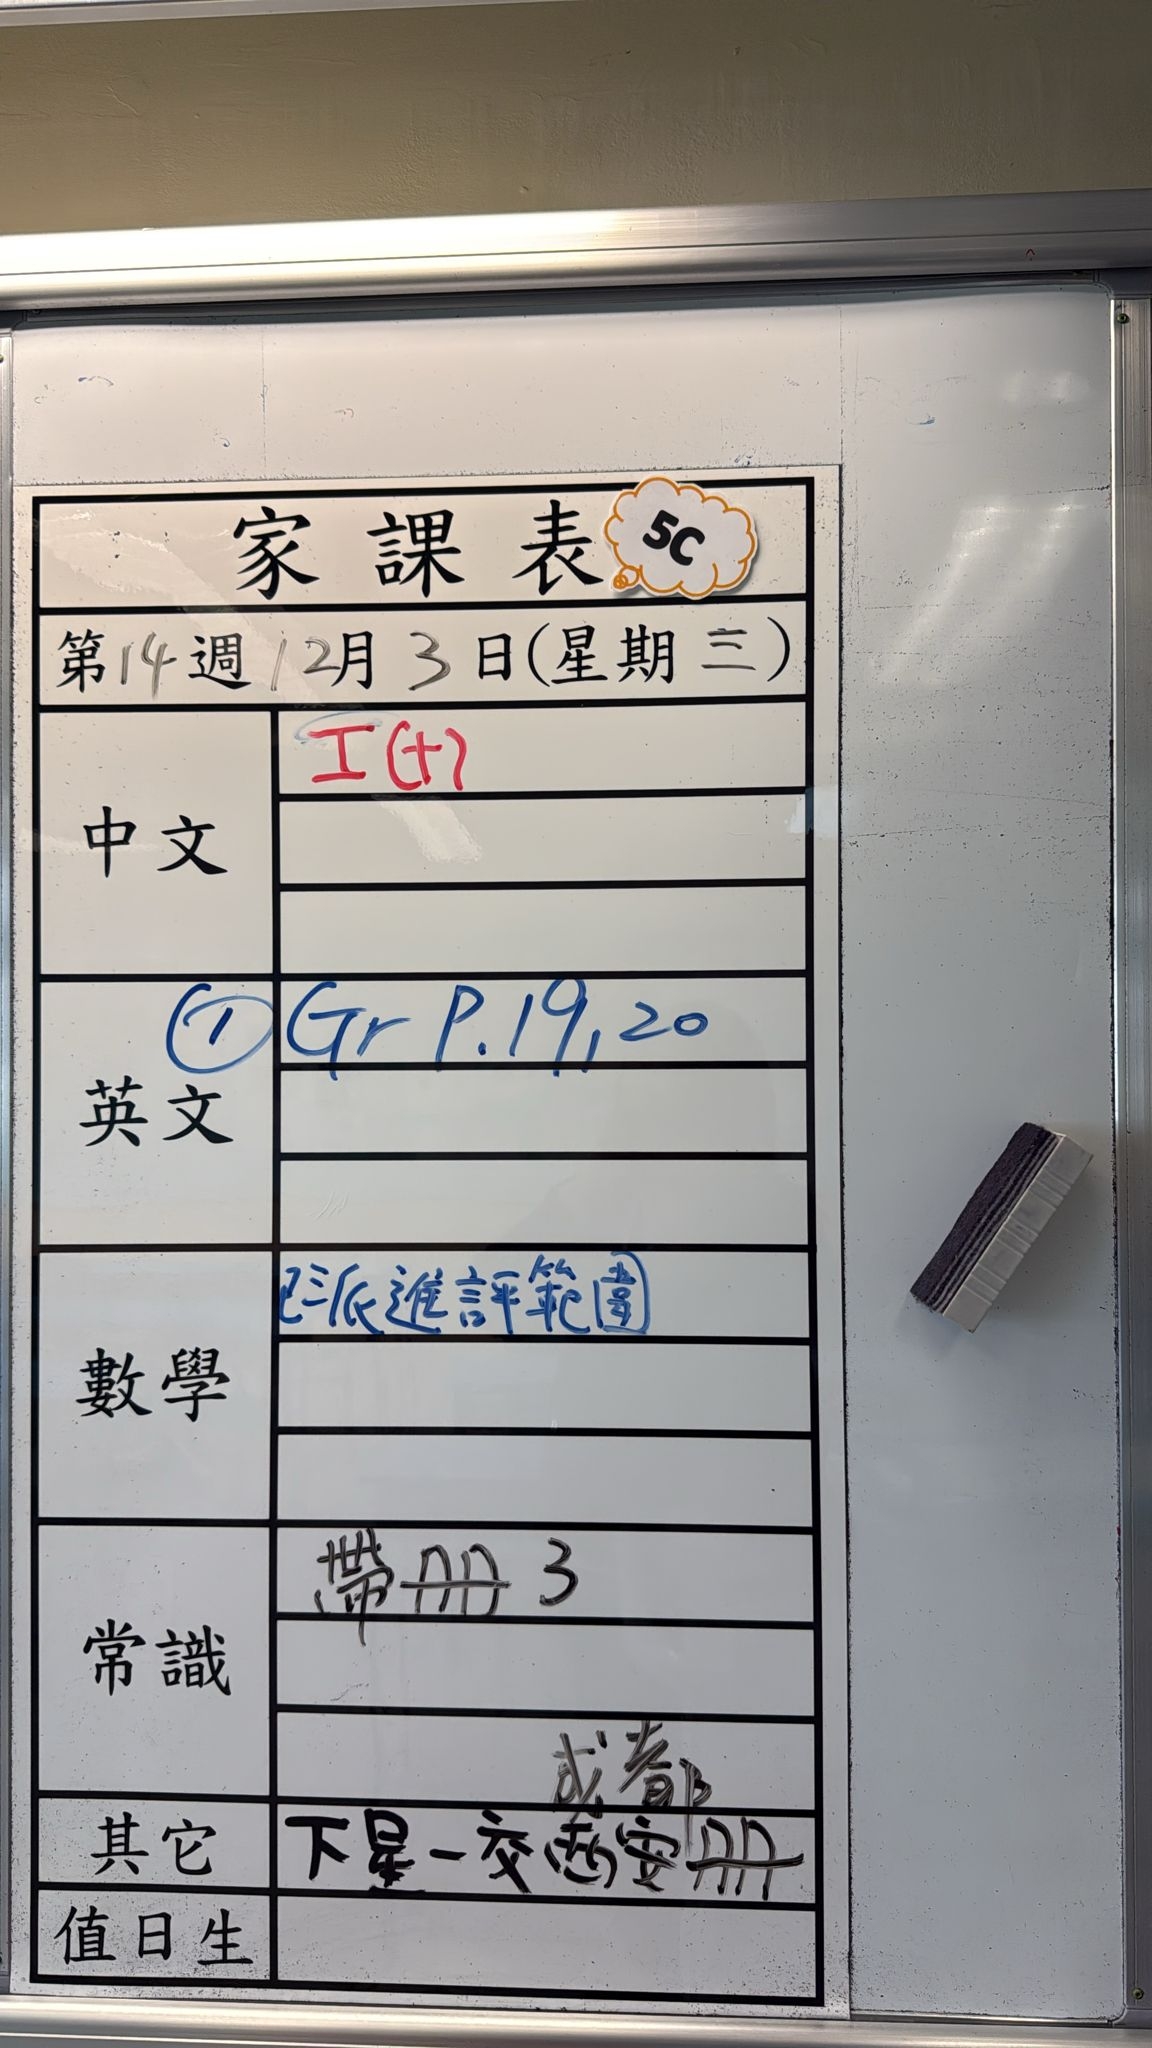 家課表 5C
第14週 12月3日(星期三)
中文
工(十)
① Gr P.19,20
英文
已派進評範圍
數學
帶冊3
常識
成都
其它
下星一交西安冊
值日生